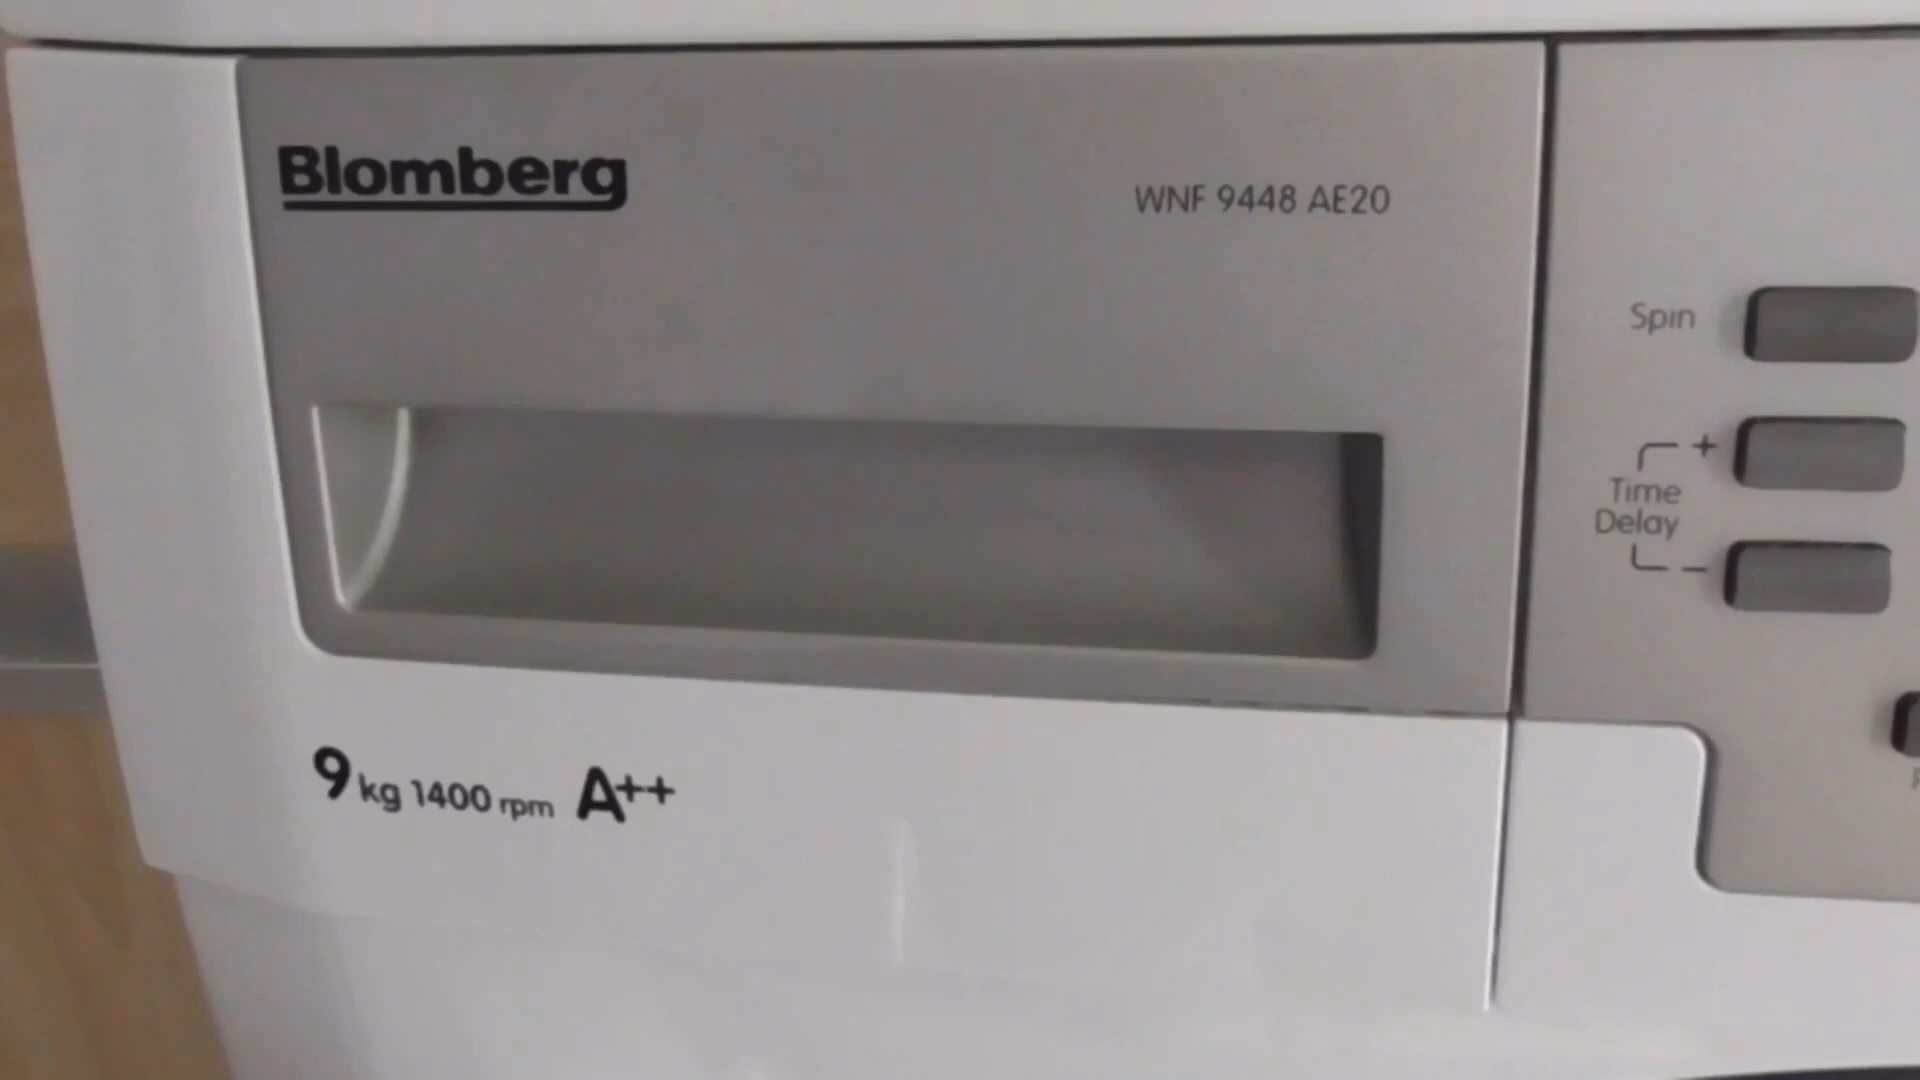 Blomberg
WNF 9448 AE20
Spin
+
Time
Delay
-
9 kg 1400 rpm A++